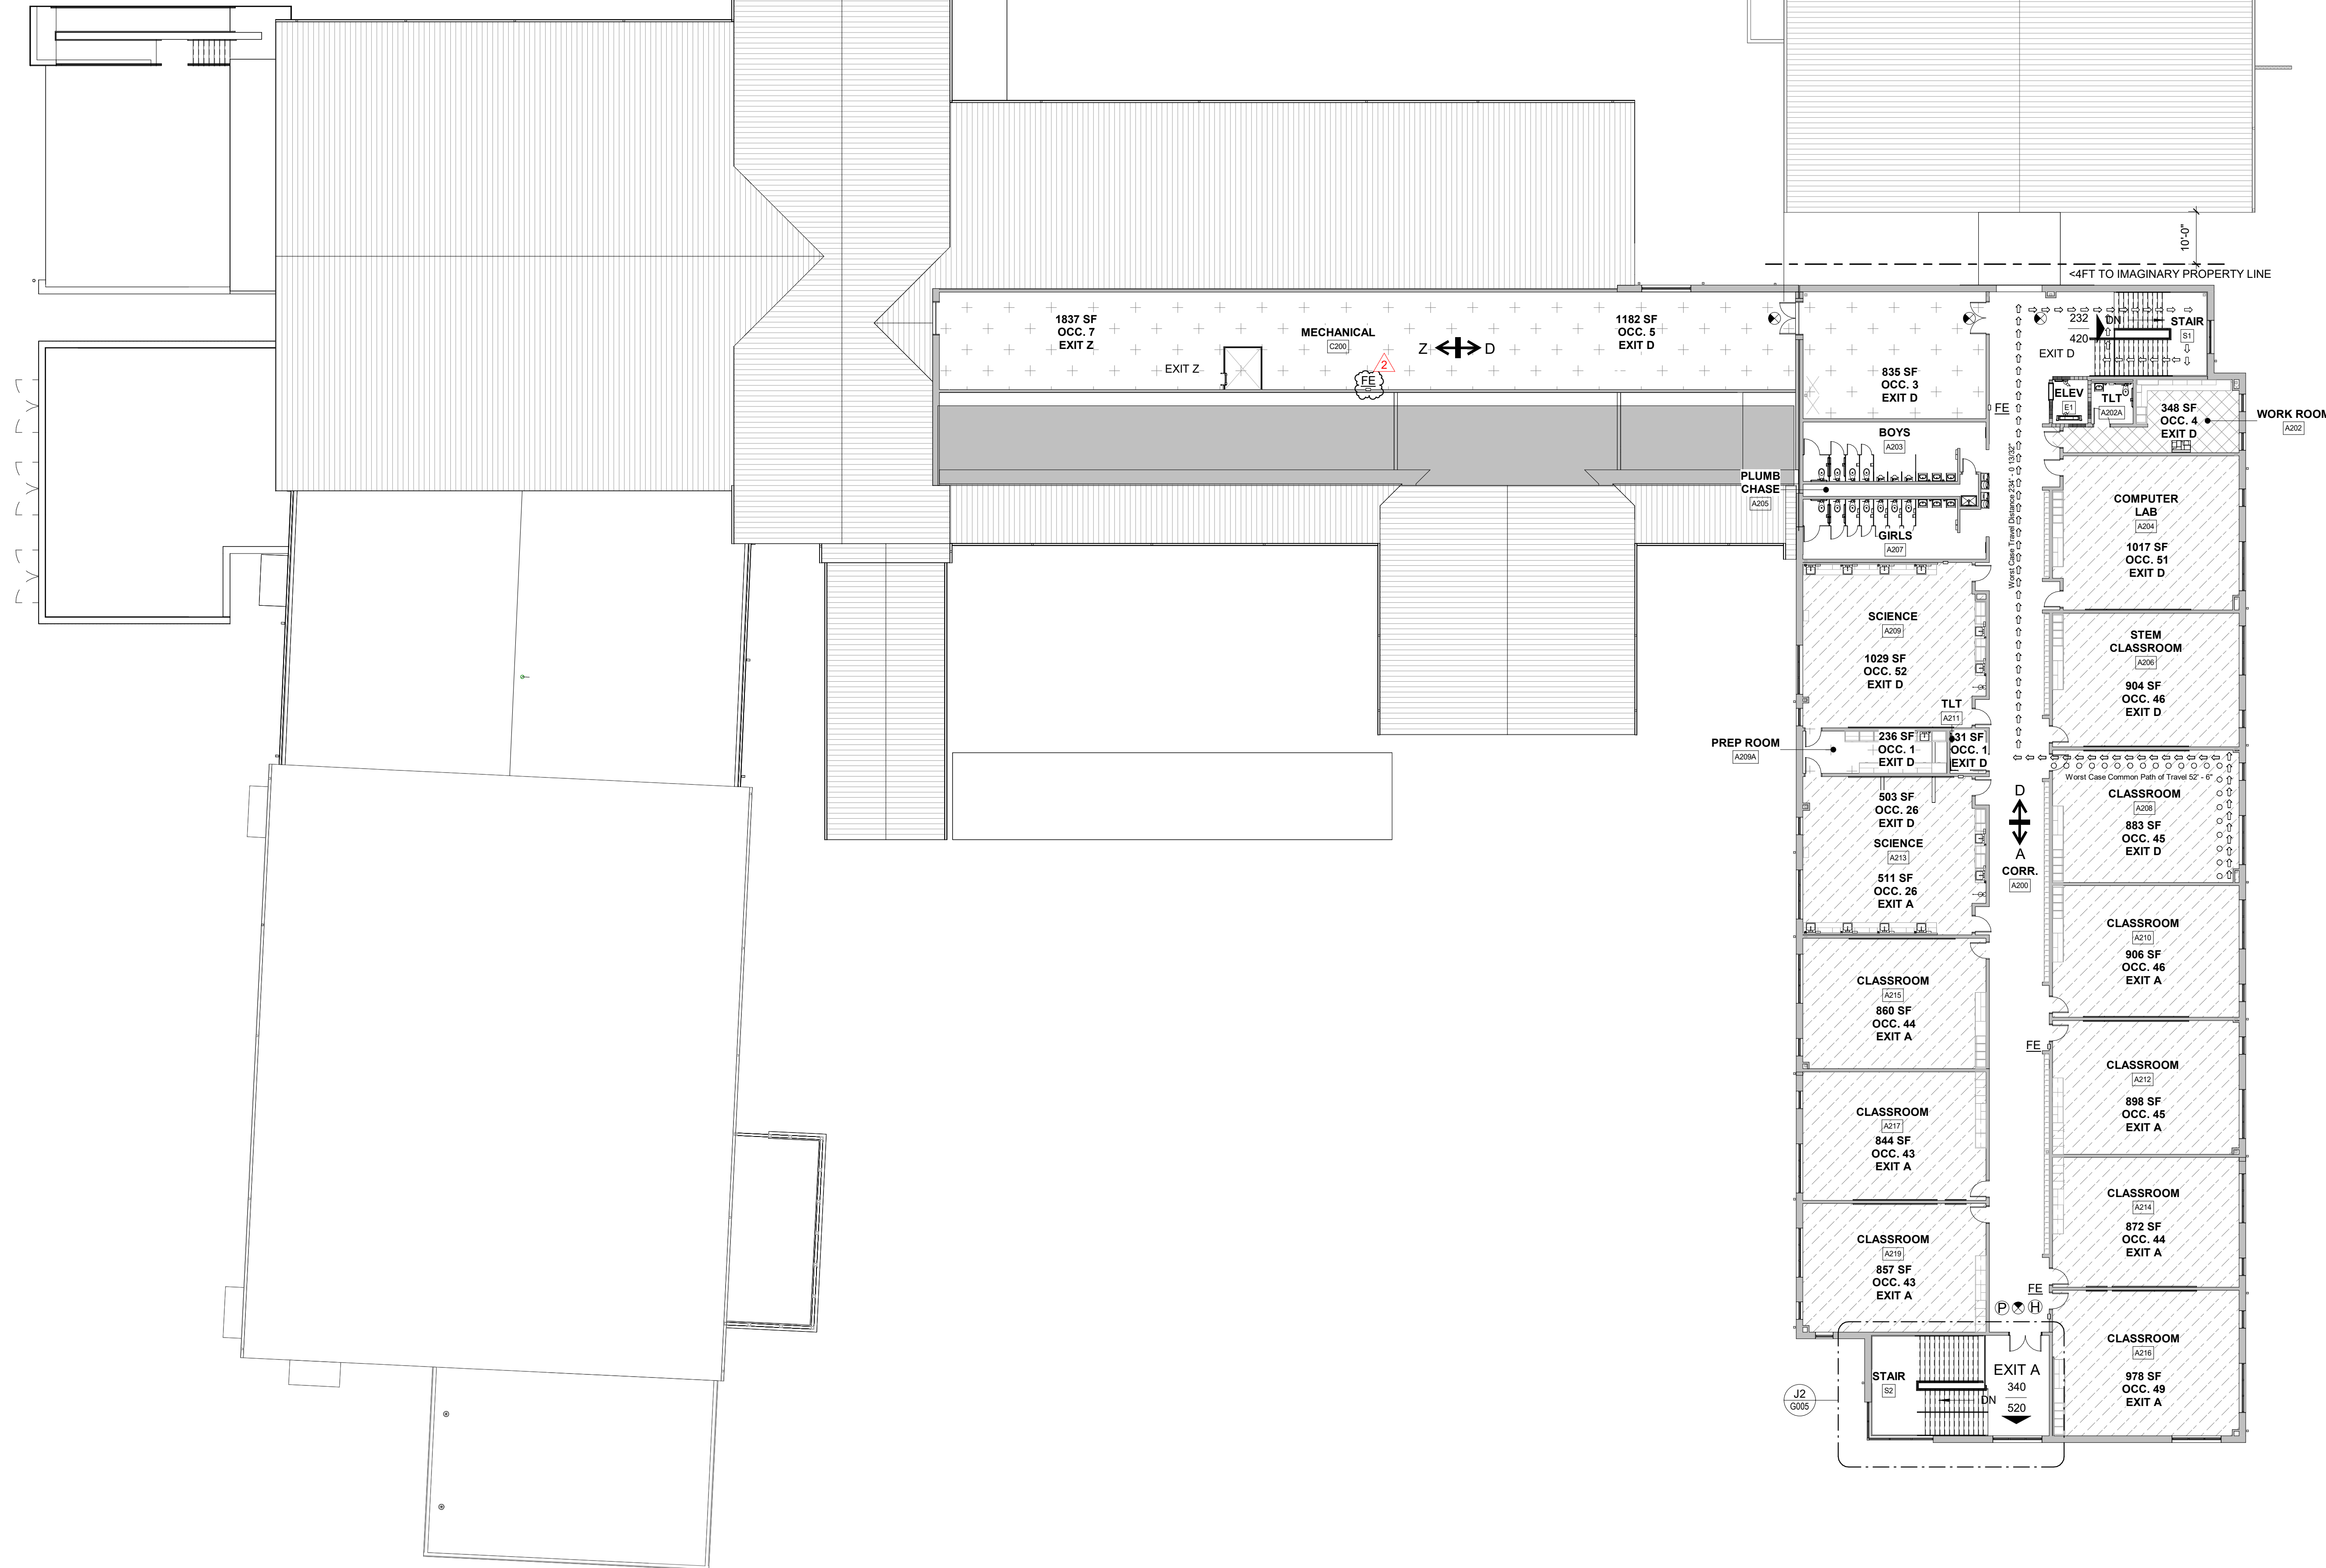 10'-0"
<4FT TO IMAGINARY PROPERTY LINE
1837 SF
OCC. 7
EXIT Z
MECHANICAL
C200
EXIT Z
Z
D
1182 SF
OCC. 5
EXIT D
2
FE
835 SF
OCC. 3
EXIT D
FE
232
420
DN
EXIT D
STAIR
S1
ELEV
E1
TLT
A202A
348 SF
OCC. 4
EXIT D
WORK ROOM
A202
BOYS
A203
PLUMB
CHASE
A205
GIRLS
A207
Worst Case Travel Distance 234' - 0 13/32"
COMPUTER
LAB
A204
1017 SF
OCC. 51
EXIT D
SCIENCE
A209
1029 SF
OCC. 52
EXIT D
STEM
CLASSROOM
A206
904 SF
OCC. 46
EXIT D
TLT
A211
PREP ROOM
A209A
236 SF
OCC. 1
EXIT D
31 SF
OCC. 1
EXIT D
Worst Case Common Path of Travel 52' - 6"
CLASSROOM
A208
883 SF
OCC. 45
EXIT D
503 SF
OCC. 26
EXIT D
SCIENCE
A213
511 SF
OCC. 26
EXIT A
D
A
CORR.
A200
CLASSROOM
A210
906 SF
OCC. 46
EXIT A
CLASSROOM
A215
860 SF
OCC. 44
EXIT A
FE
CLASSROOM
A212
898 SF
OCC. 45
EXIT A
CLASSROOM
A217
844 SF
OCC. 43
EXIT A
CLASSROOM
A214
872 SF
OCC. 44
EXIT A
CLASSROOM
A219
857 SF
OCC. 43
EXIT A
FE
P
H
CLASSROOM
A216
978 SF
OCC. 49
EXIT A
STAIR
S2
DN
EXIT A
340
520
J2
G005